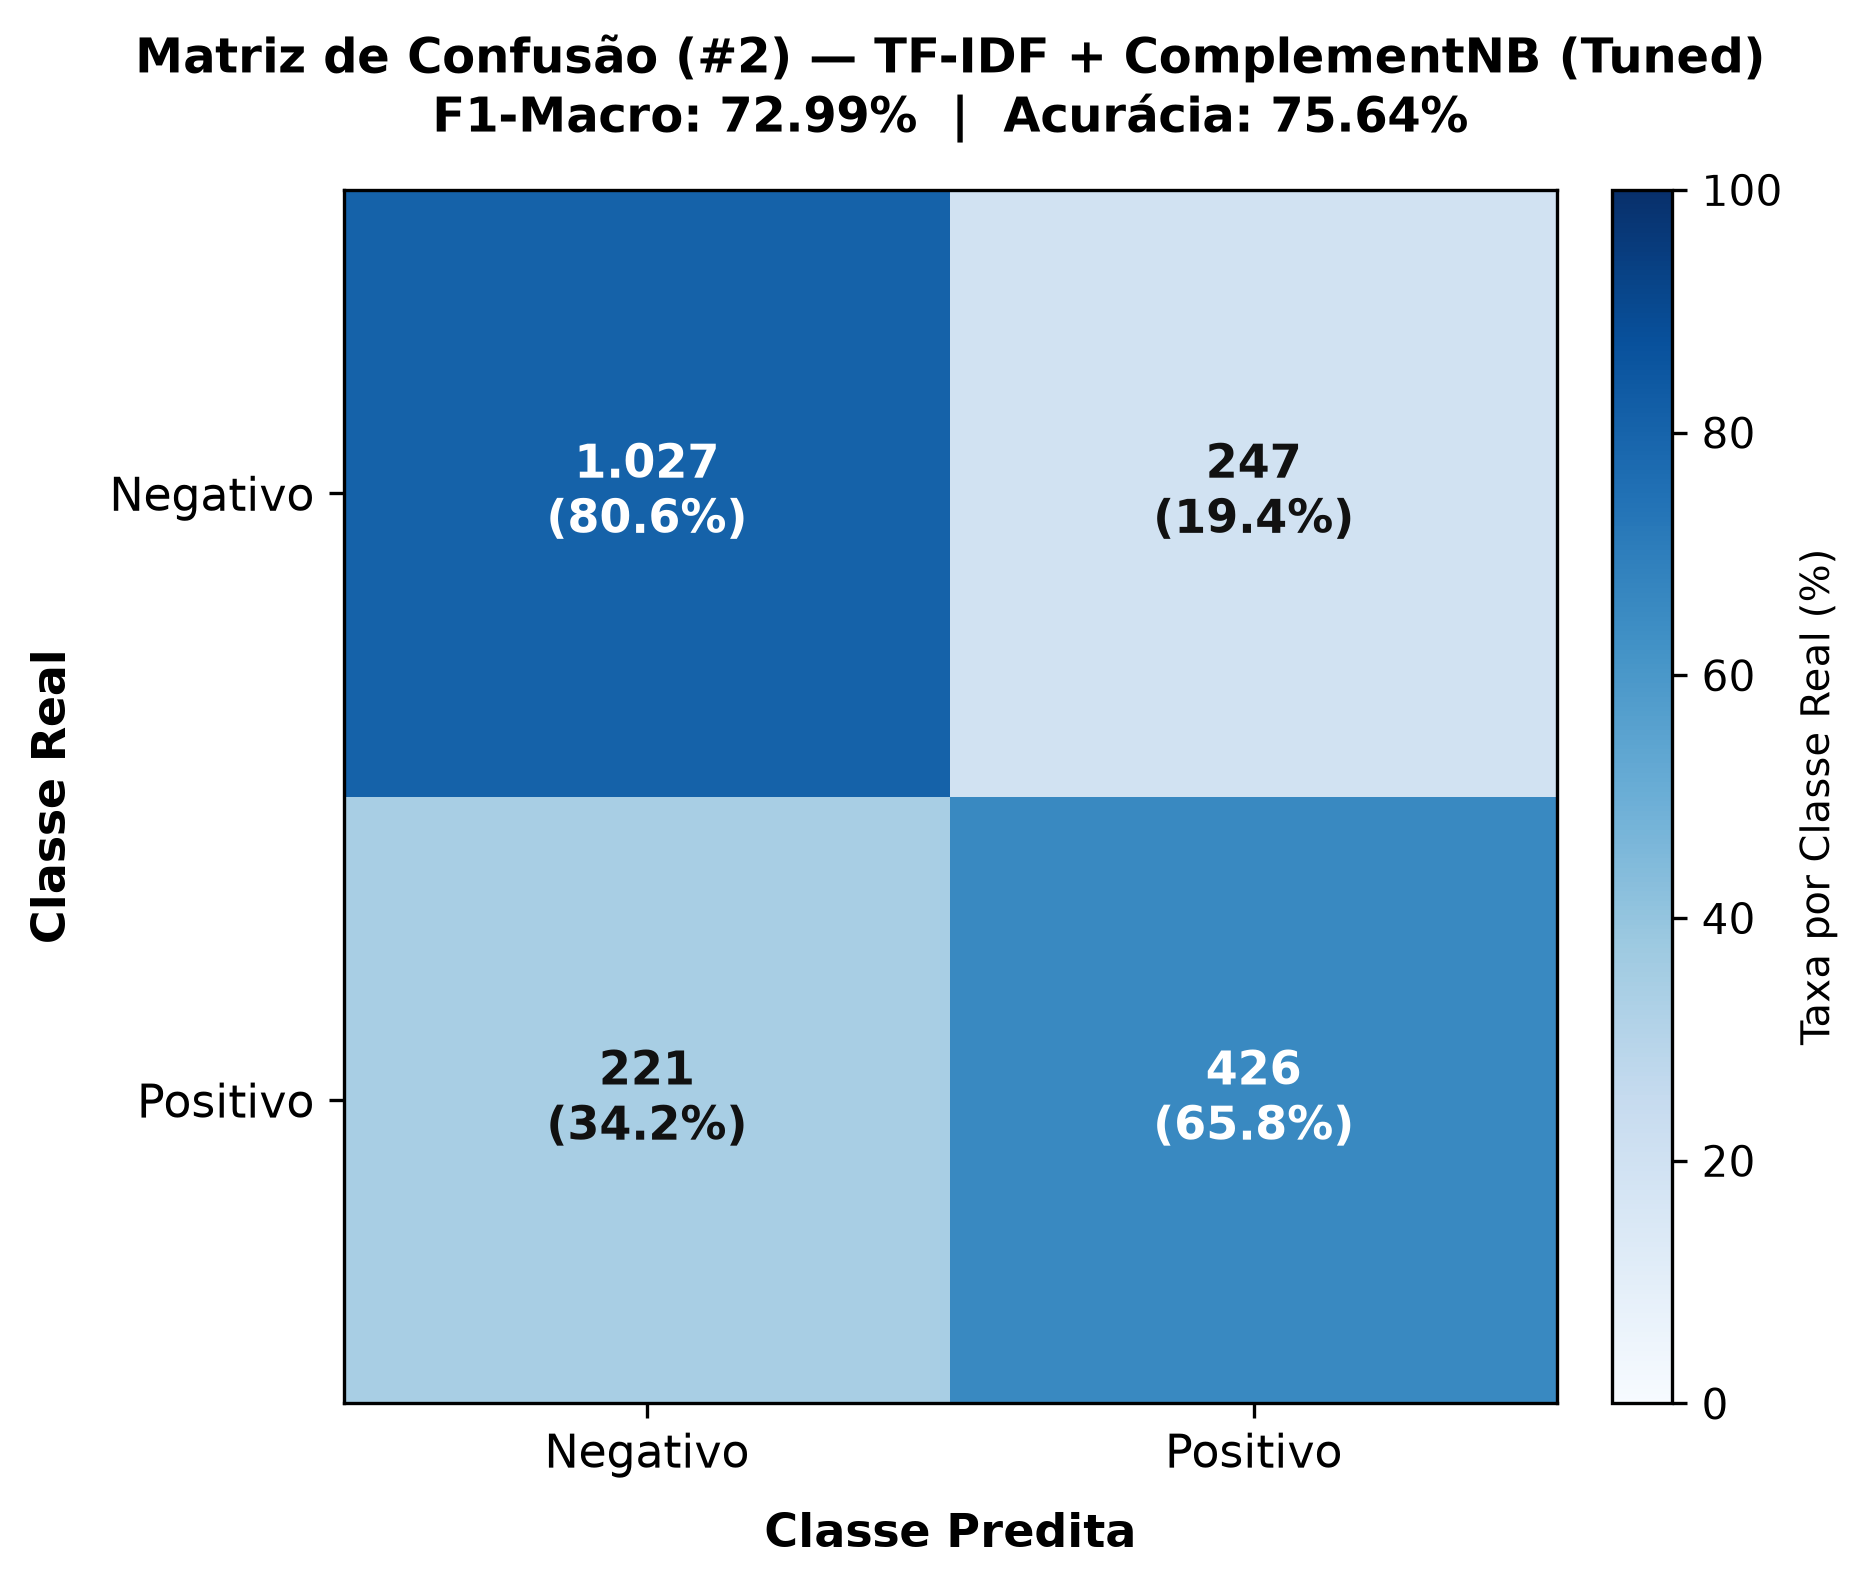 Matriz de Confusão (#2) — TF-IDF + ComplementNB (Tuned)
F1-Macro: 72.99% | Acurácia: 75.64%
Classe Real
Negativo
Positivo
1.027
(80.6%)
247
(19.4%)
221
(34.2%)
426
(65.8%)
Negativo
Positivo
Classe Predita
100
80
60
40
20
0
Taxa por Classe Real (%)